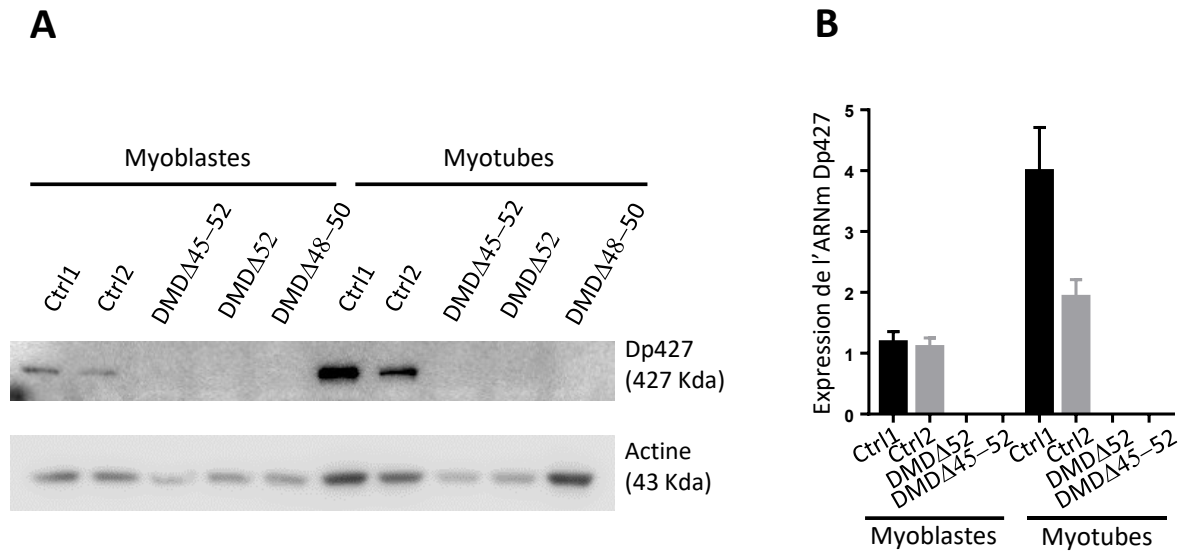 A
Myoblastes
Myotubes
Ctrl1
Ctrl2
DMDΔ45–52
DMDΔ52
DMDΔ48–50
Ctrl1
Ctrl2
DMDΔ45–52
DMDΔ52
DMDΔ48–50
Dp427
(427 Kda)
Actine
(43 Kda)
B
Expression de l’ARNm Dp427
5
4
3
2
1
0
Ctrl1
Ctrl2
DMDΔ52
DMDΔ45–52
Ctrl1
Ctrl2
DMDΔ52
DMDΔ45–52
Myoblastes
Myotubes